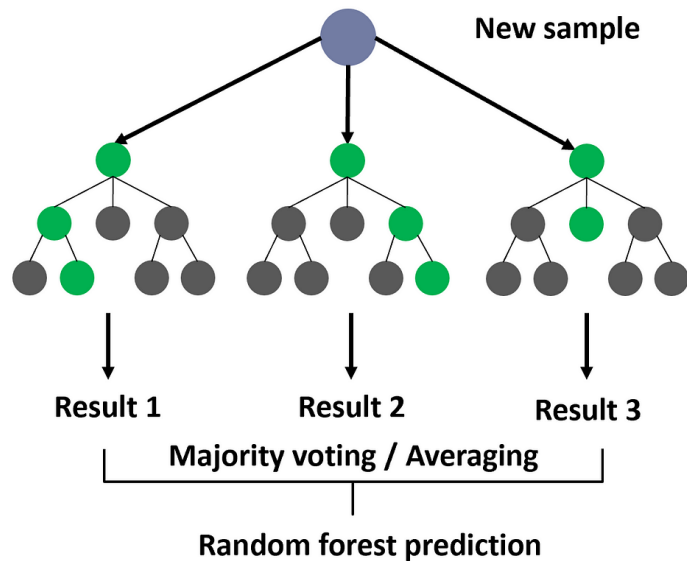 New sample
Result 1
Result 2
Result 3
Majority voting / Averaging
Random forest prediction